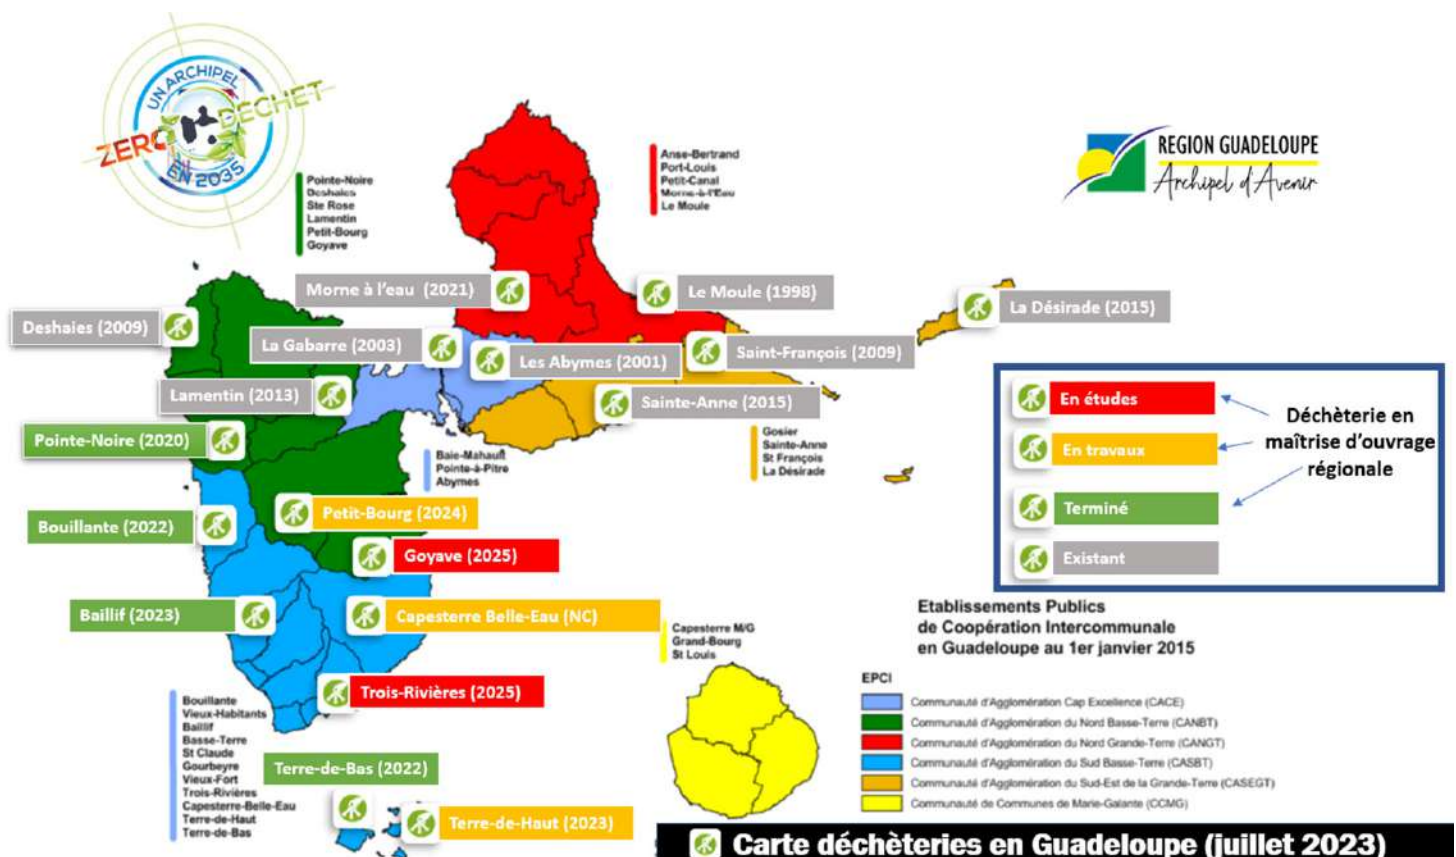 UN ARCHIPEL
ZERO DECHET
EN 2035
REGION GUADELOUPE
Archipel d'Avenir
Pointe-Noire
Deshaies
Ste Rose
Lamentin
Petit-Bourg
Goyave
Anse-Bertrand
Port-Louis
Petit-Canal
Morne-à-l'Eau
Le Moule
Morne à l'eau (2021)
Le Moule (1998)
La Désirade (2015)
Deshaies (2009)
La Gabarre (2003)
Les Abymes (2001)
Saint-François (2009)
Lamentin (2013)
Sainte-Anne (2015)
Pointe-Noire (2020)
Baie-Mahault
Pointe-à-Pitre
Abymes
Gosier
Sainte-Anne
St François
La Désirade
En études
En travaux
Terminé
Existant
Déchèterie en
maîtrise d'ouvrage
régionale
Bouillante (2022)
Petit-Bourg (2024)
Goyave (2025)
Baillif (2023)
Capesterre Belle-Eau (NC)
Trois-Rivières (2025)
Capesterre M/G
Grand-Bourg
St Louis
Bouillante
Vieux-Habitants
Baillif
Basse-Terre
St Claude
Gourbeyre
Vieux-Fort
Trois-Rivières
Capesterre-Belle-Eau
Terre-de-Haut
Terre-de-Bas
Terre-de-Bas (2022)
Terre-de-Haut (2023)
Etablissements Publics
de Coopération Intercommunale
en Guadeloupe au 1er janvier 2015
EPCI
Communauté d'Agglomération Cap Excellence (CACE)
Communauté d'Agglomération du Nord Basse-Terre (CANBT)
Communauté d'Agglomération du Nord Grande-Terre (CANGT)
Communauté d'Agglomération du Sud Basse-Terre (CASBT)
Communauté d'Agglomération du Sud-Est de la Grande-Terre (CASEGT)
Communauté de Communes de Marie-Galante (CCMG)
Carte déchèteries en Guadeloupe (juillet 2023)